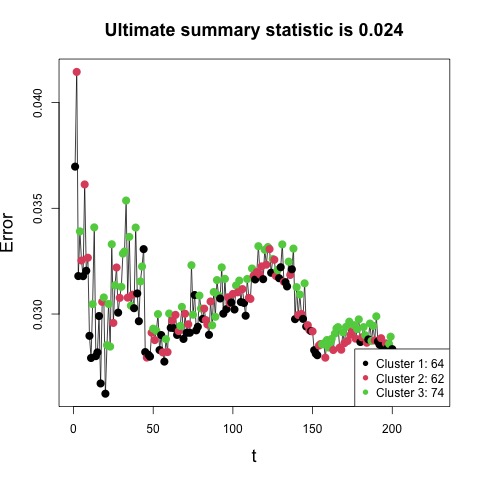 Ultimate summary statistic is 0.024
0.040
0.035
0.030
Error
Cluster 1: 64
Cluster 2: 62
Cluster 3: 74
0 50 100 150 200
t